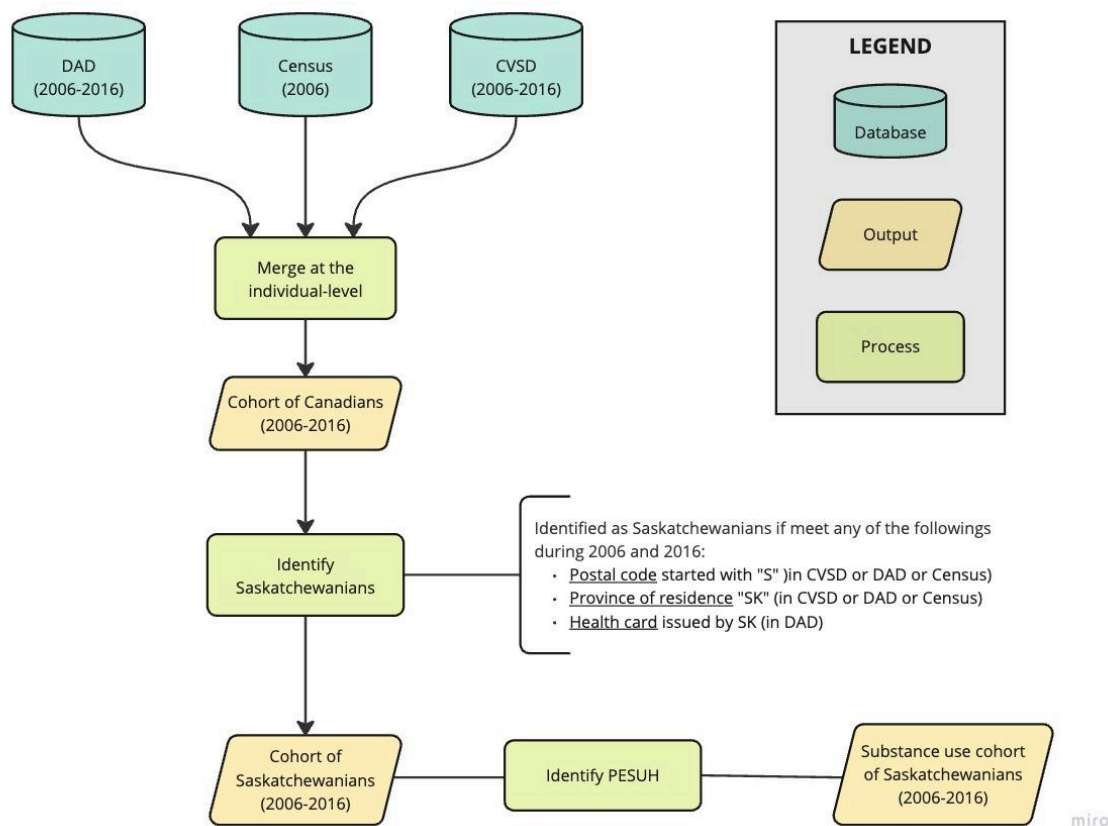 DAD
(2006-2016)
Census
(2006)
CVSD
(2006-2016)
LEGEND
Database
Output
Process
Merge at the
individual-level
Cohort of Canadians
(2006-2016)
Identify
Saskatchewanians
Identified as Saskatchewanians if meet any of the followings
during 2006 and 2016:
· Postal code started with "S" )in CVSD or DAD or Census)
· Province of residence "SK" (in CVSD or DAD or Census)
· Health card issued by SK (in DAD)
Cohort of
Saskatchewanians
(2006-2016)
Identify PESUH
Substance use cohort
of Saskatchewanians
(2006-2016)
miro